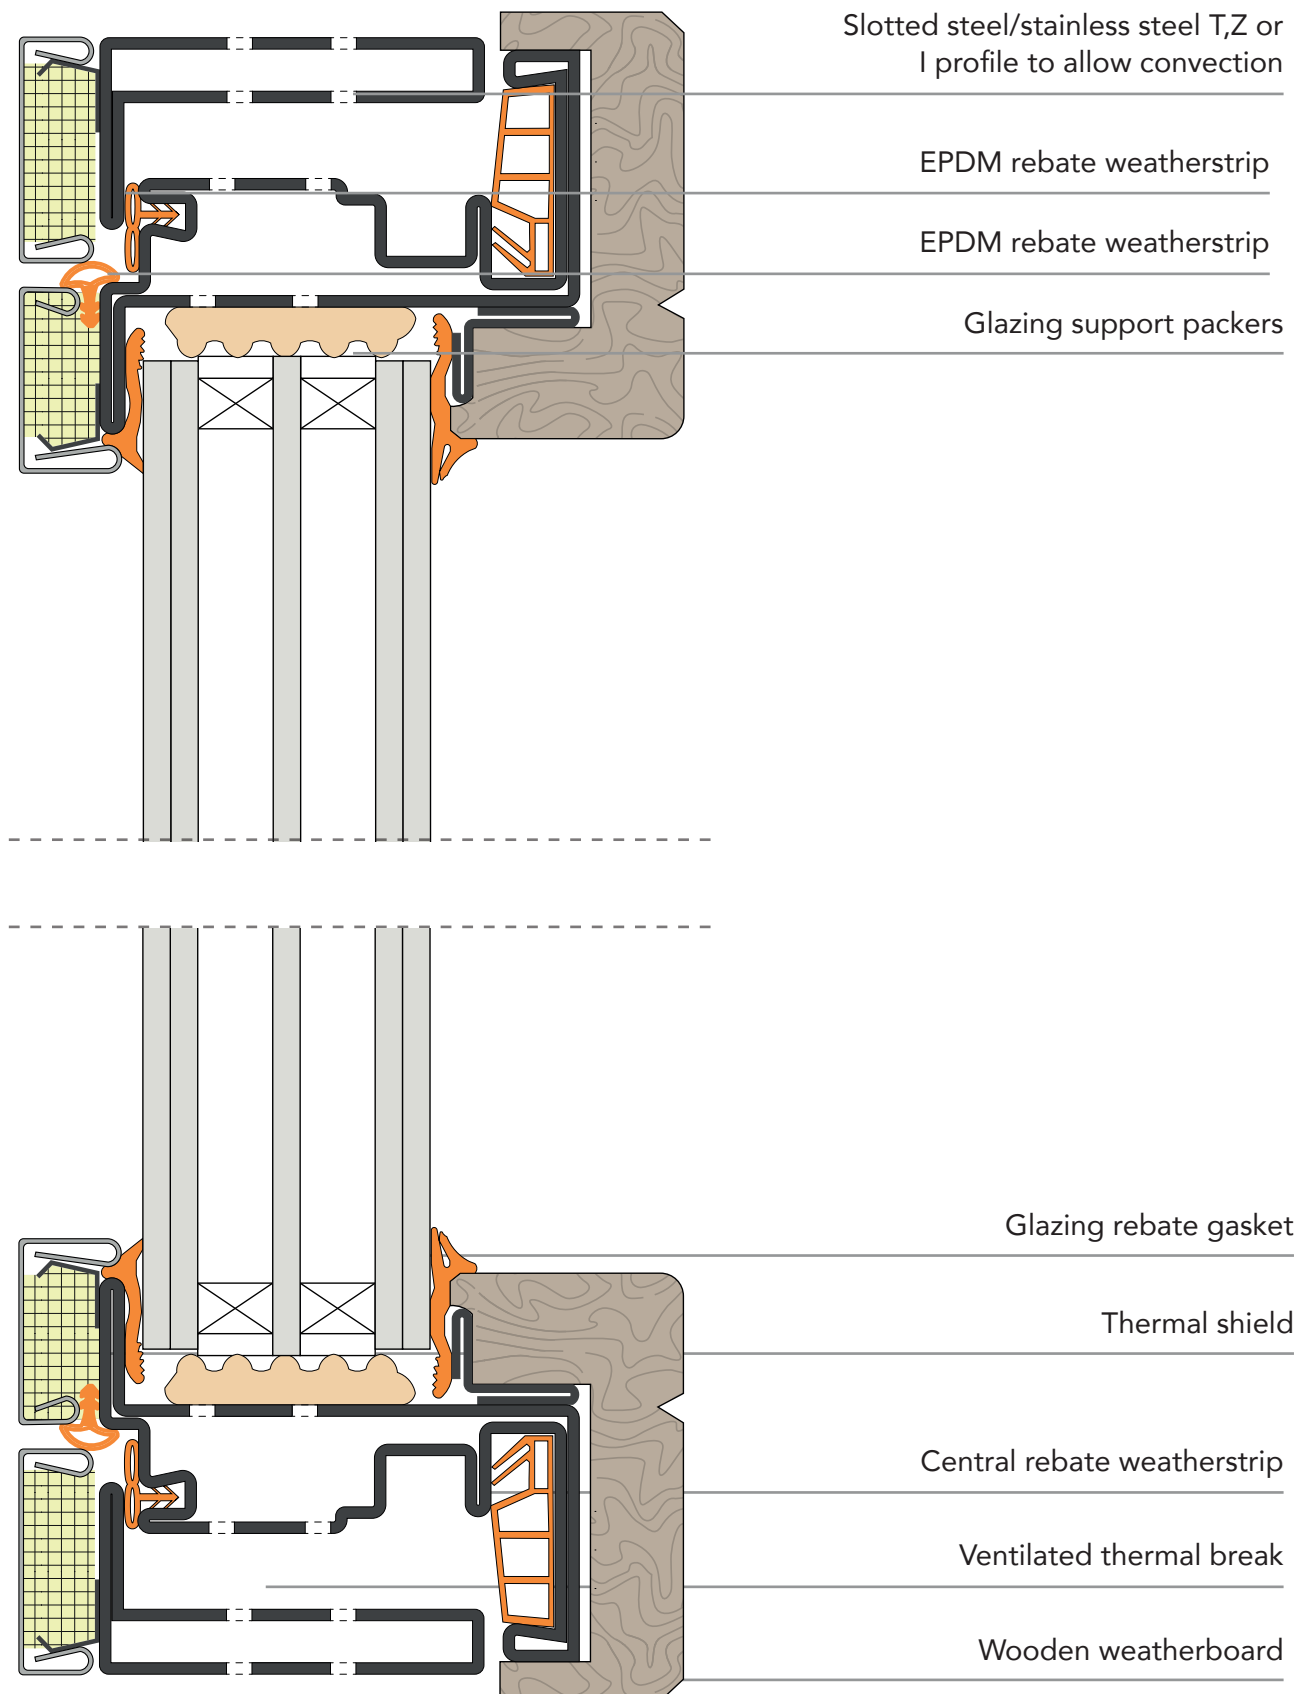 Slotted steel/stainless steel T,Z or
I profile to allow convection
EPDM rebate weatherstrip
EPDM rebate weatherstrip
Glazing support packers
Glazing rebate gasket
Thermal shield
Central rebate weatherstrip
Ventilated thermal break
Wooden weatherboard